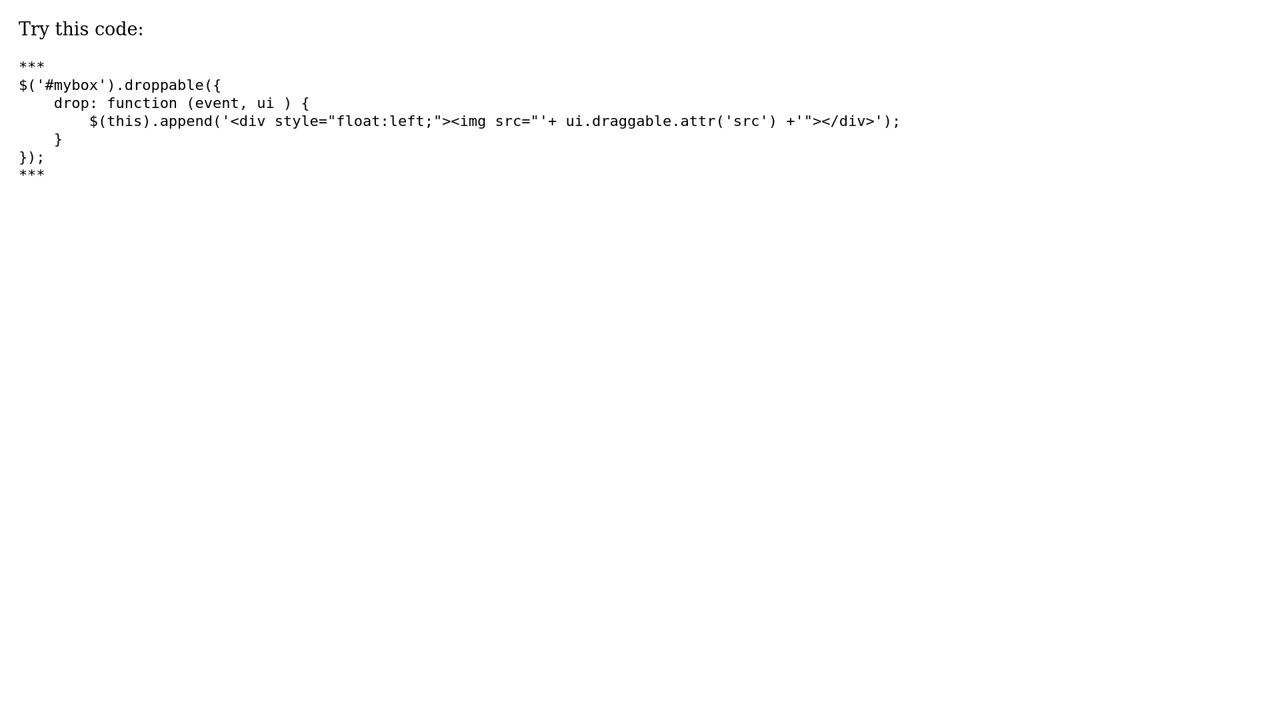 Try this code:
***
$('#mybox').droppable({
    drop: function (event, ui ) {
        $(this).append('<div style="float:left;"><img src="'+ ui.draggable.attr('src') +'"></div>');
    }
});
***